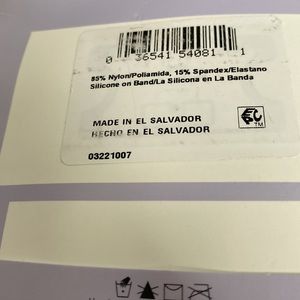 0 36541 54081 1
85% Nylon/Poliamida, 15% Spandex/Elastano
Silicone on Band/La Silicona en La Banda
MADE IN EL SALVADOR
HECHO EN EL SALVADOR
TM
03221007